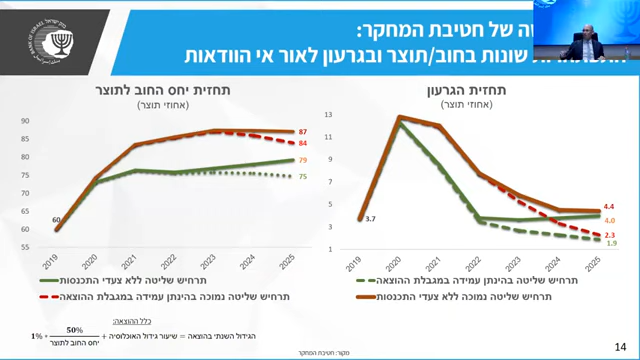 של חטיבת המחקר:
שונות בחוב/תוצר ובגרעון לאור אי הוודאות
BANK OF ISRAEL
תחזית הגרעון
(אחוזי תוצר)
13
11
9
7
5
3
1
3.7
4.4
4.0
2.3
1.9
2019
2020
2021
2022
2023
2024
2025
תרחיש שליטה בהינתן עמידה במגבלת ההוצאה
תרחיש שליטה ללא צעדי התכנסות
תרחיש שליטה נמוכה בהינתן עמידה במגבלת ההוצאה
תרחיש שליטה נמוכה ללא צעדי התכנסות
תחזית יחס החוב לתוצר
(אחוזי תוצר)
90
85
80
75
70
65
60
55
60
87
84
79
75
2019
2020
2021
2022
2023
2024
2025
כלל ההוצאה:
הגידול השנתי בהוצאה = שיעור גידול האוכלוסיה + 50% / יחס החוב לתוצר * 1%
מקור: חטיבת המחקר
14